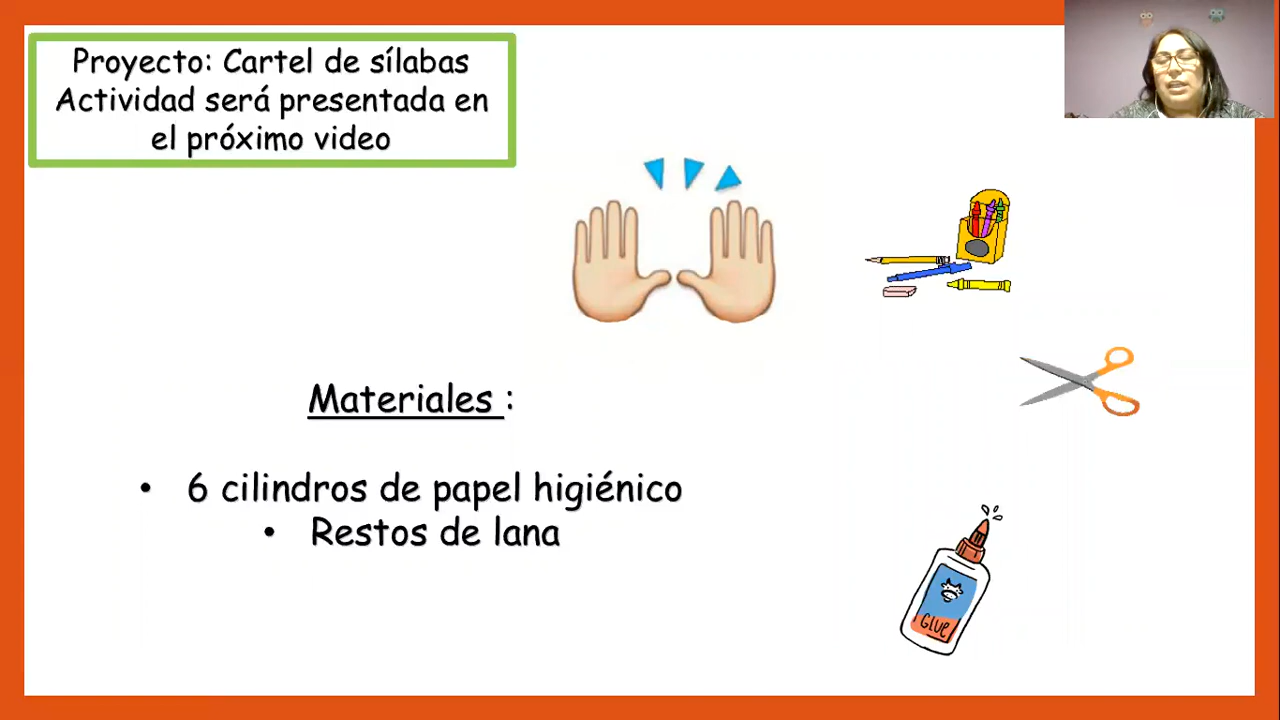 Proyecto: Cartel de sílabas
Actividad será presentada en
el próximo video
Materiales :
• 6 cilindros de papel higiénico
• Restos de lana
GLUE